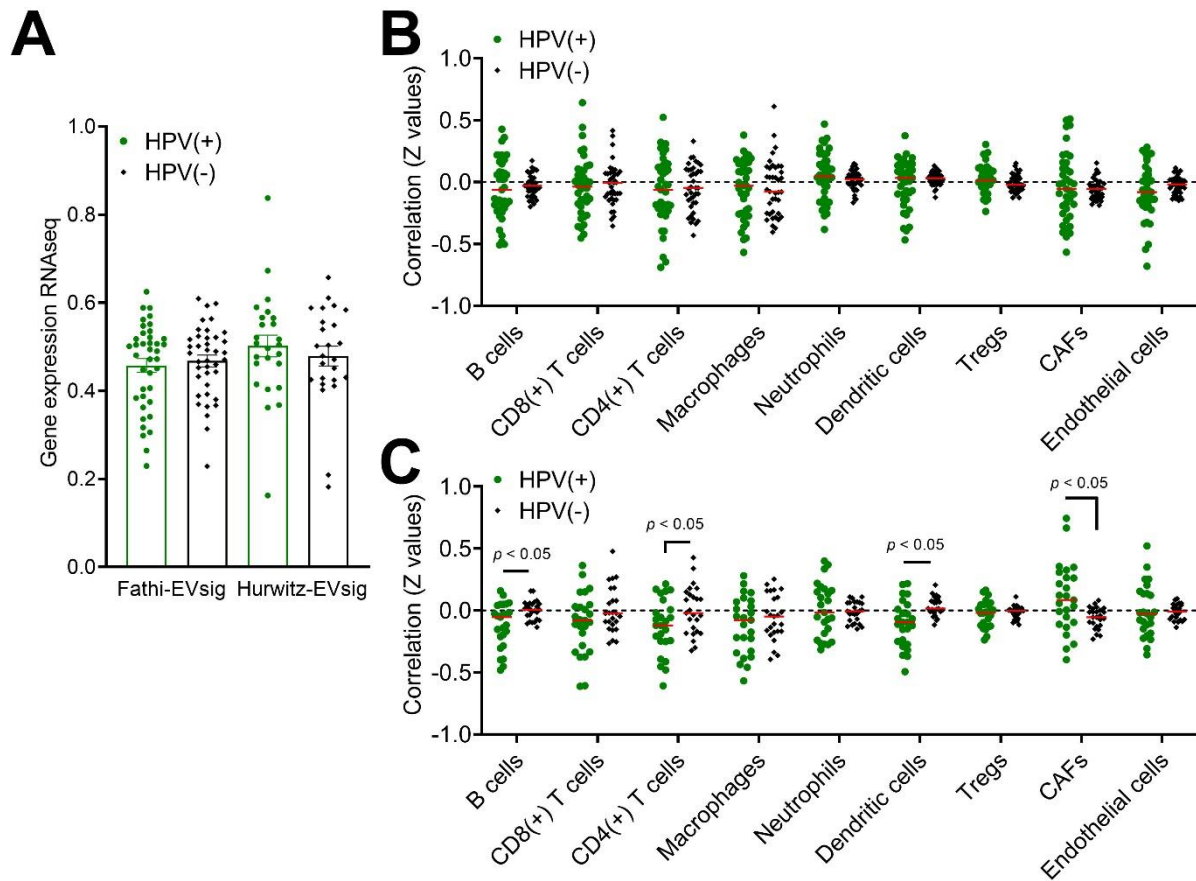 A
HPV(+)
HPV(-)
Gene expression RNAseq
1.0
0.8
0.6
0.4
0.2
0.0
Fathi-EVsig
Hurwitz-EVsig
B
HPV(+)
HPV(-)
Correlation (Z values)
1.0
0.5
0.0
-0.5
-1.0
B cells
CD8(+) T cells
CD4(+) T cells
Macrophages
Neutrophils
Dendritic cells
Tregs
CAFs
Endothelial cells
C
HPV(+)
HPV(-)
Correlation (Z values)
1.0
0.5
0.0
-0.5
-1.0
p < 0.05
p < 0.05
p < 0.05
p < 0.05
B cells
CD8(+) T cells
CD4(+) T cells
Macrophages
Neutrophils
Dendritic cells
Tregs
CAFs
Endothelial cells